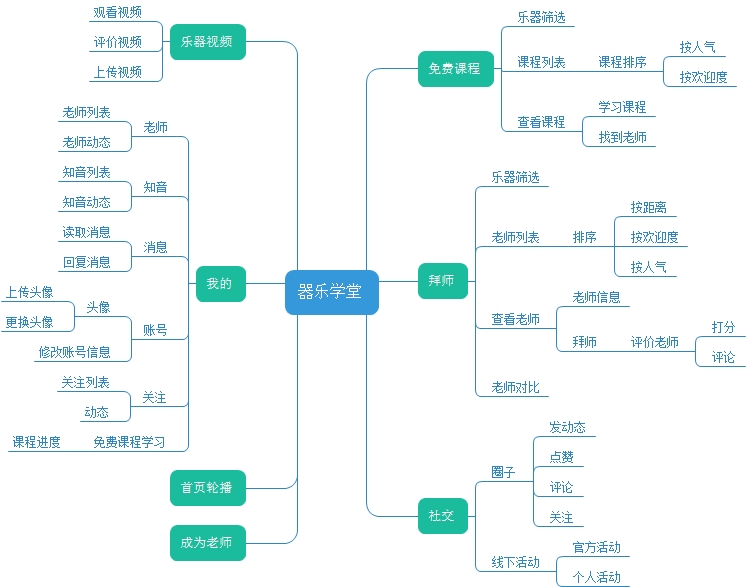 器乐学堂
乐器视频
观看视频
评价视频
上传视频
我的
老师
老师列表
老师动态
知音
知音列表
知音动态
消息
读取消息
回复消息
账号
头像
上传头像
更换头像
修改账号信息
关注
关注列表
动态
免费课程学习
课程进度
首页轮播
成为老师
免费课程
乐器筛选
课程列表
课程排序
按人气
按欢迎度
查看课程
学习课程
找到老师
拜师
乐器筛选
老师列表
排序
按距离
按欢迎度
按人气
查看老师
老师信息
拜师
评价老师
打分
评论
老师对比
社交
圈子
发动态
点赞
评论
关注
线下活动
官方活动
个人活动